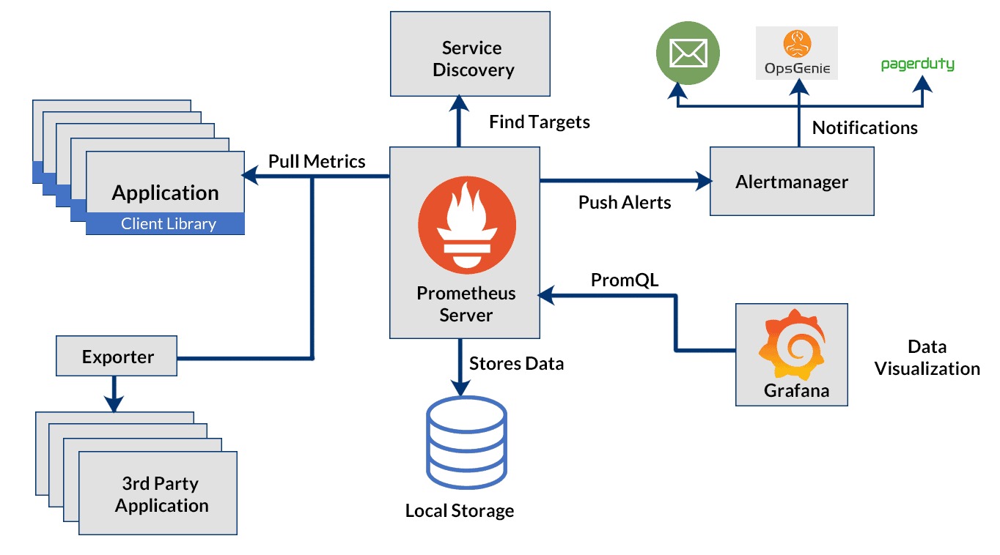 Service
Discovery
OpsGenie
pagerduty
Find Targets
Notifications
Pull Metrics
Application
Client Library
Push Alerts
Alertmanager
Prometheus
Server
PromQL
Exporter
Stores Data
Grafana
Data
Visualization
3rd Party
Application
Local Storage